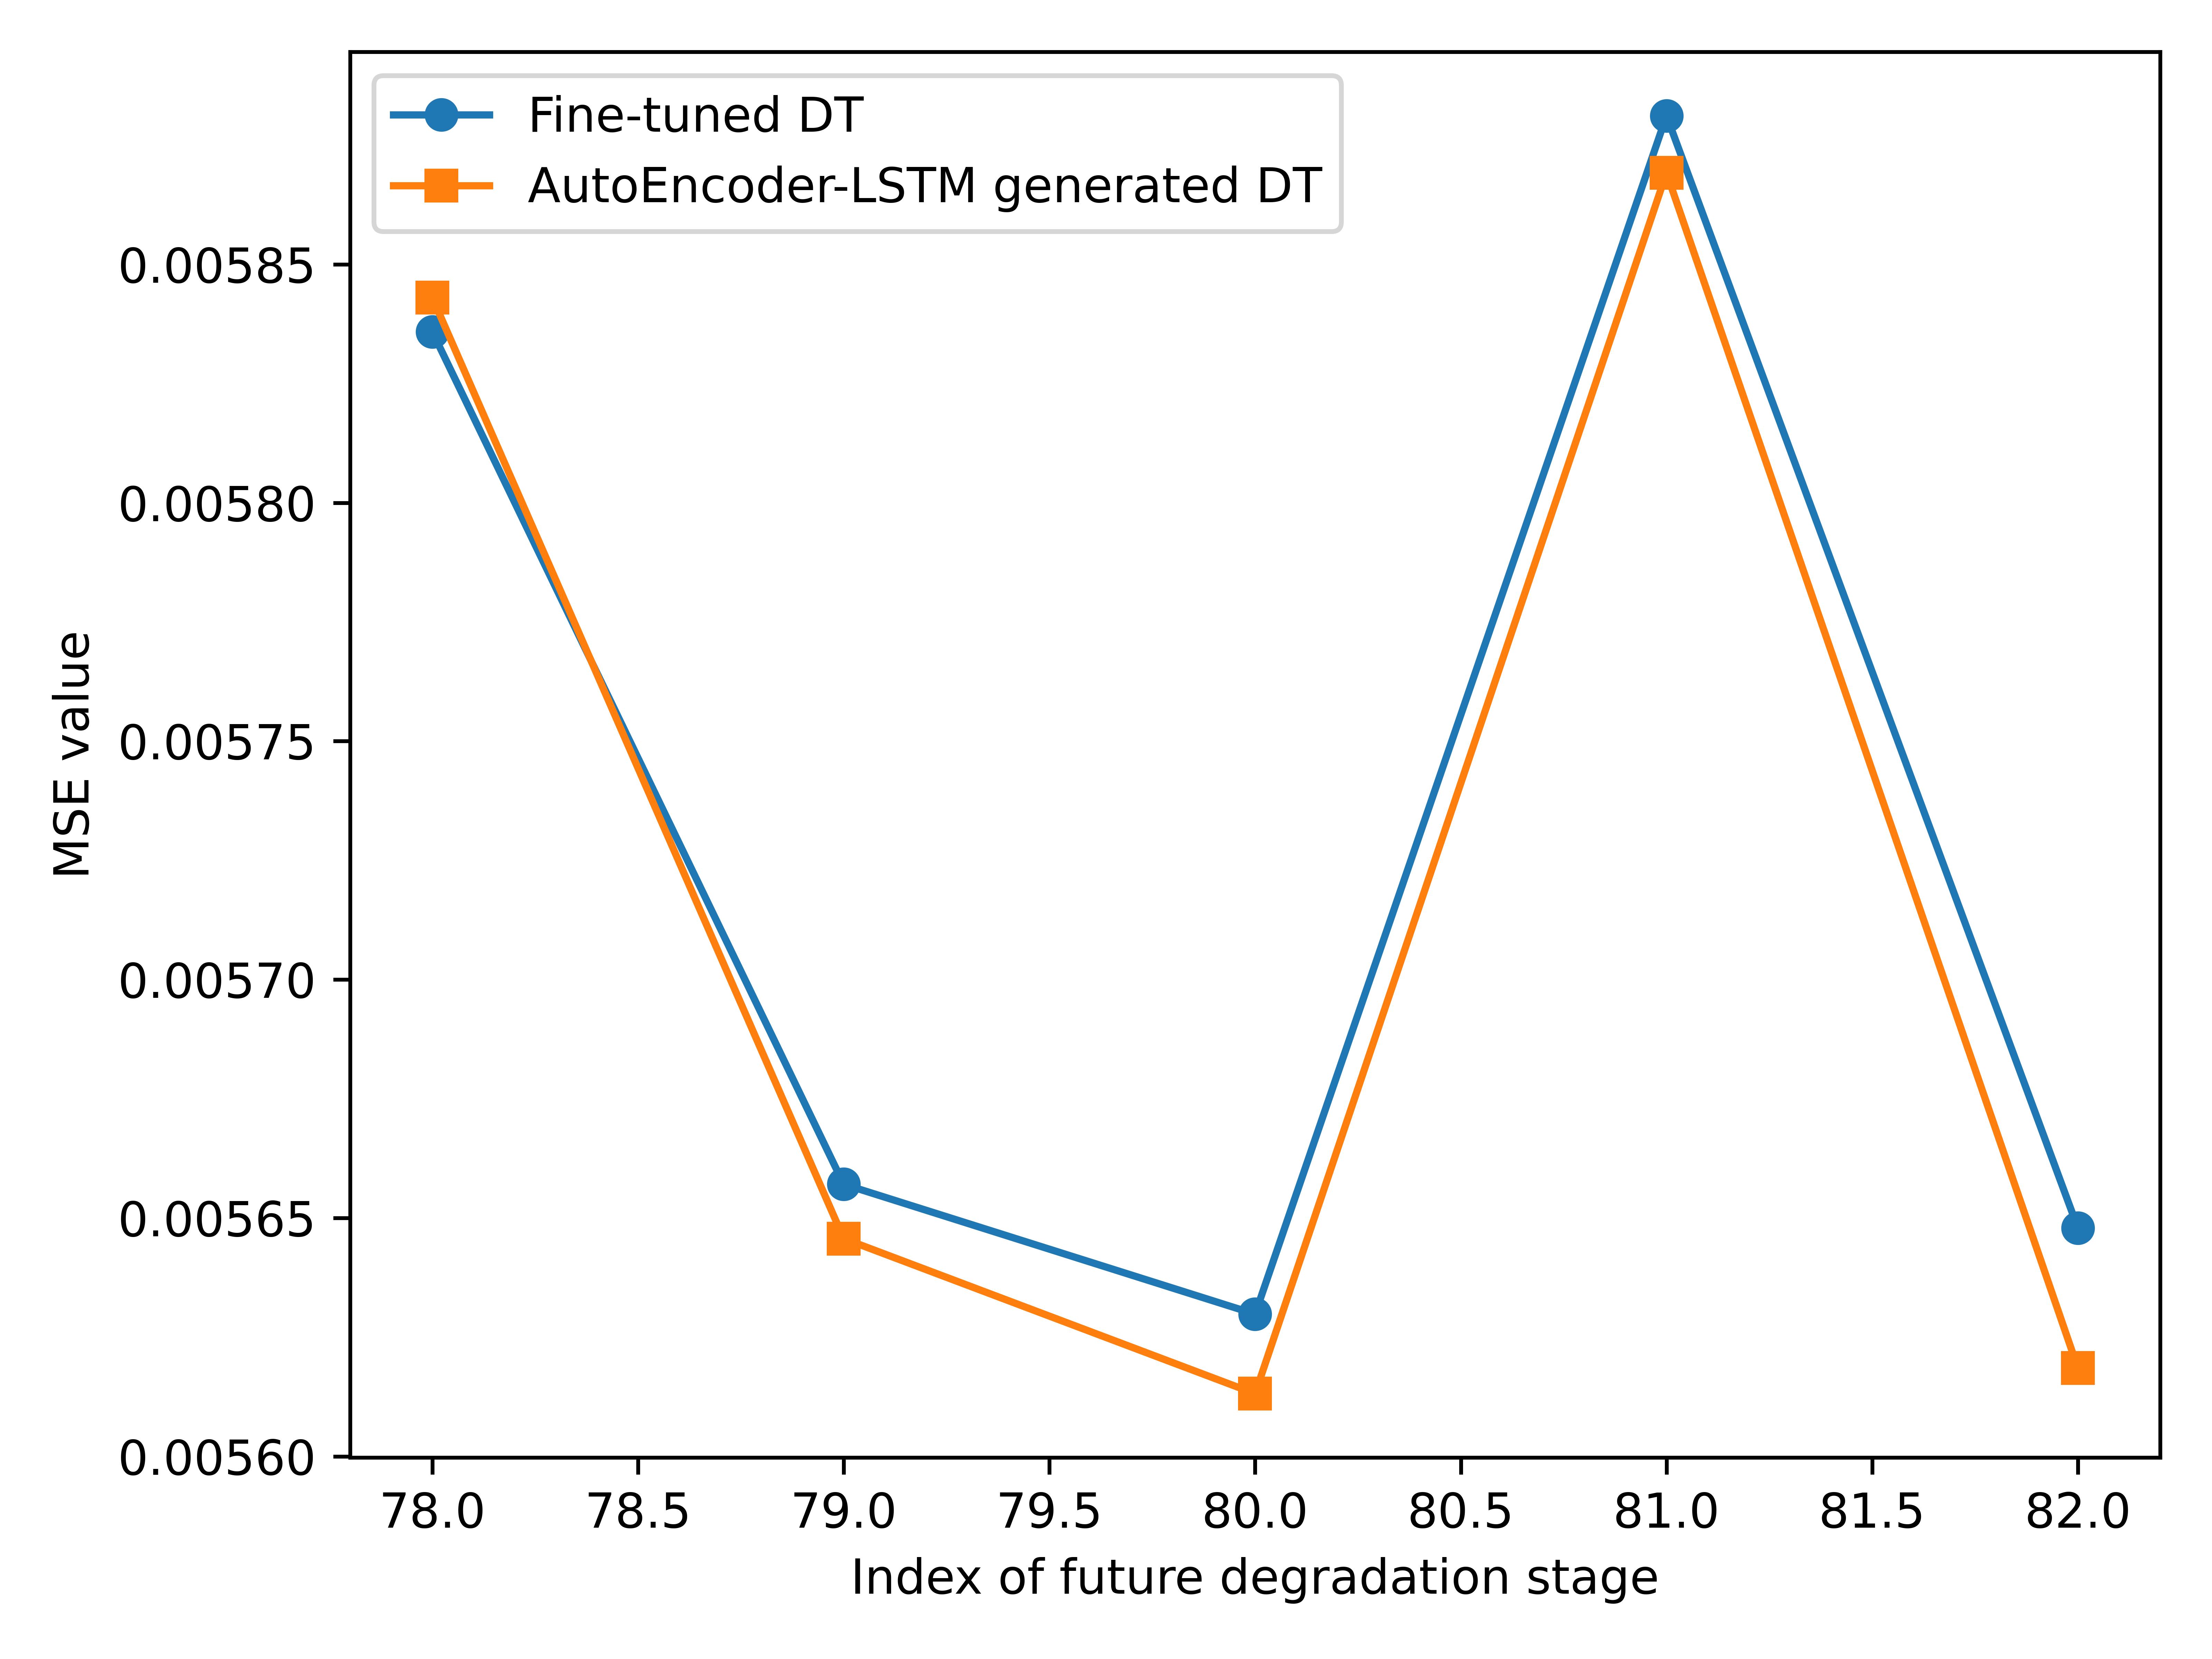 Fine-tuned DT
AutoEncoder-LSTM generated DT
0.00585
0.00580
0.00575
0.00570
0.00565
0.00560
MSE value
78.0 78.5 79.0 79.5 80.0 80.5 81.0 81.5 82.0
Index of future degradation stage